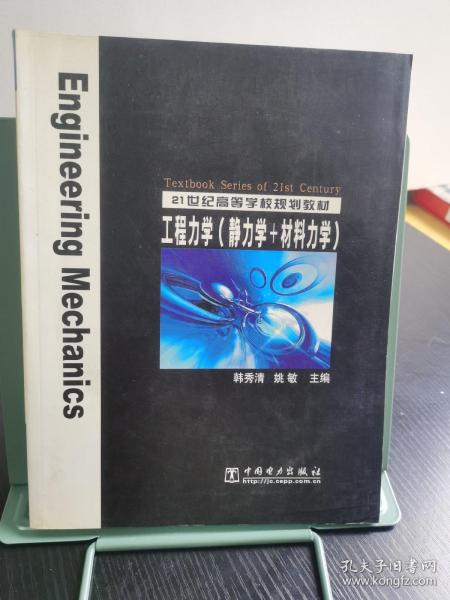 Engineering Mechanics
Textbook Series of 21st Century
21世纪高等学校规划教材
工程力学(静力学+材料力学)
韩秀清 姚敏 主编
中国电力出版社
http://jc.cepp.com.cn
孔夫子旧书网
www.kongfz.com